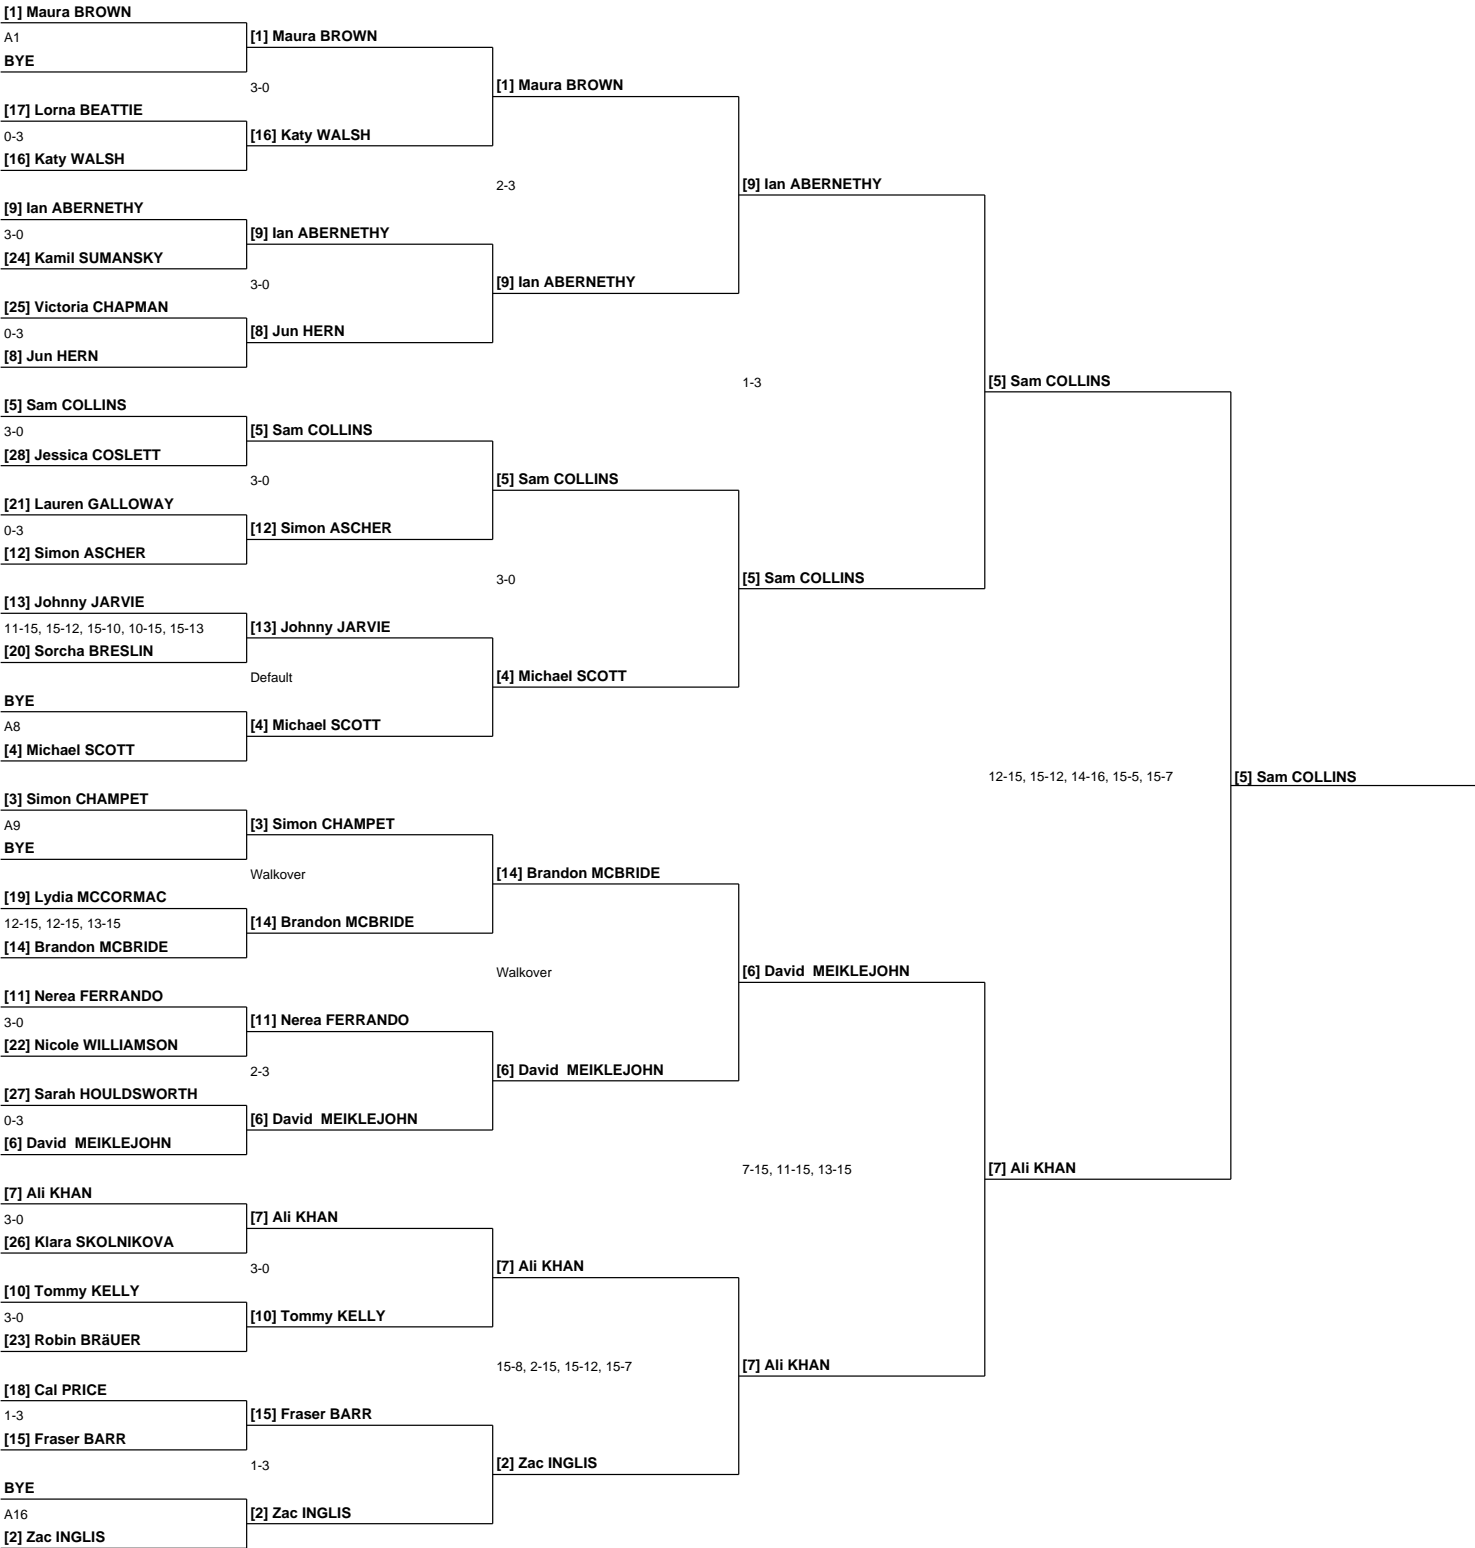 [1] Maura BROWN
A1
BYE
[17] Lorna BEATTIE
0-3
[16] Katy WALSH
[9] Ian ABERNETHY
3-0
[24] Kamil SUMANSKY
[25] Victoria CHAPMAN
0-3
[8] Jun HERN
[5] Sam COLLINS
3-0
[28] Jessica COSLETT
[21] Lauren GALLOWAY
0-3
[12] Simon ASCHER
[13] Johnny JARVIE
11-15, 15-12, 15-10, 10-15, 15-13
[20] Sorcha BRESLIN
BYE
A8
[4] Michael SCOTT
[3] Simon CHAMPET
A9
BYE
[19] Lydia MCCORMAC
12-15, 12-15, 13-15
[14] Brandon MCBRIDE
[11] Nerea FERRANDO
3-0
[22] Nicole WILLIAMSON
[27] Sarah HOULDSWORTH
0-3
[6] David  MEIKLEJOHN
[7] Ali KHAN
3-0
[26] Klara SKOLNIKOVA
[10] Tommy KELLY
3-0
[23] Robin BRäUER
[18] Cal PRICE
1-3
[15] Fraser BARR
BYE
A16
[2] Zac INGLIS
[1] Maura BROWN
3-0
[16] Katy WALSH
[9] Ian ABERNETHY
3-0
[8] Jun HERN
[5] Sam COLLINS
3-0
[12] Simon ASCHER
[13] Johnny JARVIE
Default
[4] Michael SCOTT
[3] Simon CHAMPET
Walkover
[14] Brandon MCBRIDE
[11] Nerea FERRANDO
2-3
[6] David  MEIKLEJOHN
[7] Ali KHAN
3-0
[10] Tommy KELLY
[15] Fraser BARR
1-3
[2] Zac INGLIS
[1] Maura BROWN
2-3
[9] Ian ABERNETHY
[5] Sam COLLINS
3-0
[4] Michael SCOTT
[14] Brandon MCBRIDE
Walkover
[6] David  MEIKLEJOHN
[7] Ali KHAN
15-8, 2-15, 15-12, 15-7
[2] Zac INGLIS
[9] Ian ABERNETHY
1-3
[5] Sam COLLINS
[6] David  MEIKLEJOHN
7-15, 11-15, 13-15
[7] Ali KHAN
[5] Sam COLLINS
12-15, 15-12, 14-16, 15-5, 15-7
[7] Ali KHAN
[5] Sam COLLINS